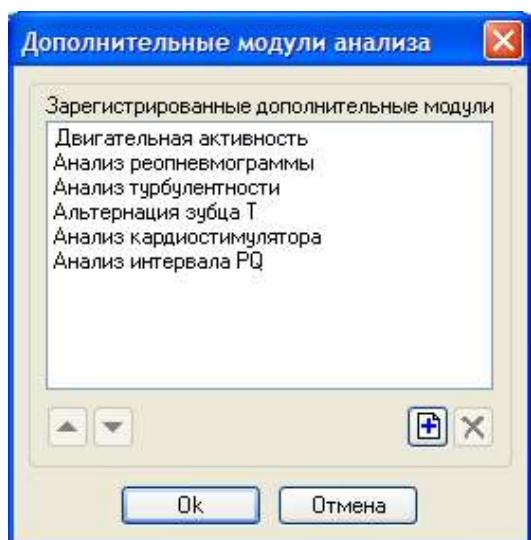 Дополнительные модули анализа
Зарегистрированные дополнительные модули
Двигательная активность
Анализ реопневмограммы
Анализ турбулентности
Альтернация зубца Т
Анализ кардиостимулятора
Анализ интервала PQ
Ok
Отмена